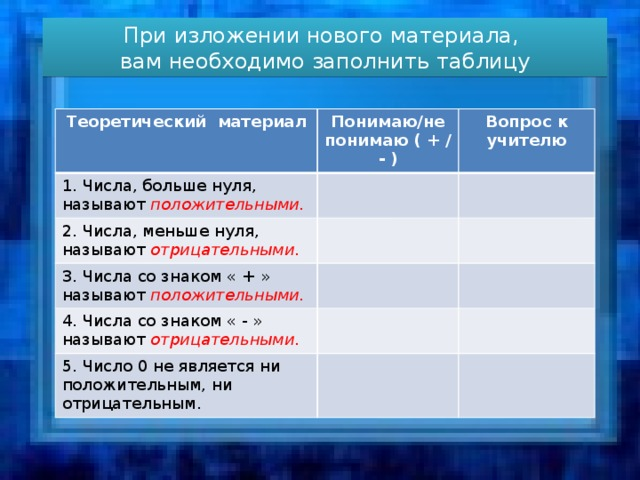 При изложении нового материала,
вам необходимо заполнить таблицу
Теоретический материал
Понимаю/не
понимаю ( + /
- )
Вопрос к
учителю
1. Числа, больше нуля,
называют положительными.
2. Числа, меньше нуля,
называют отрицательными.
3. Числа со знаком « + »
называют положительными.
4. Числа со знаком « - »
называют отрицательными.
5. Число 0 не является ни
положительным, ни
отрицательным.